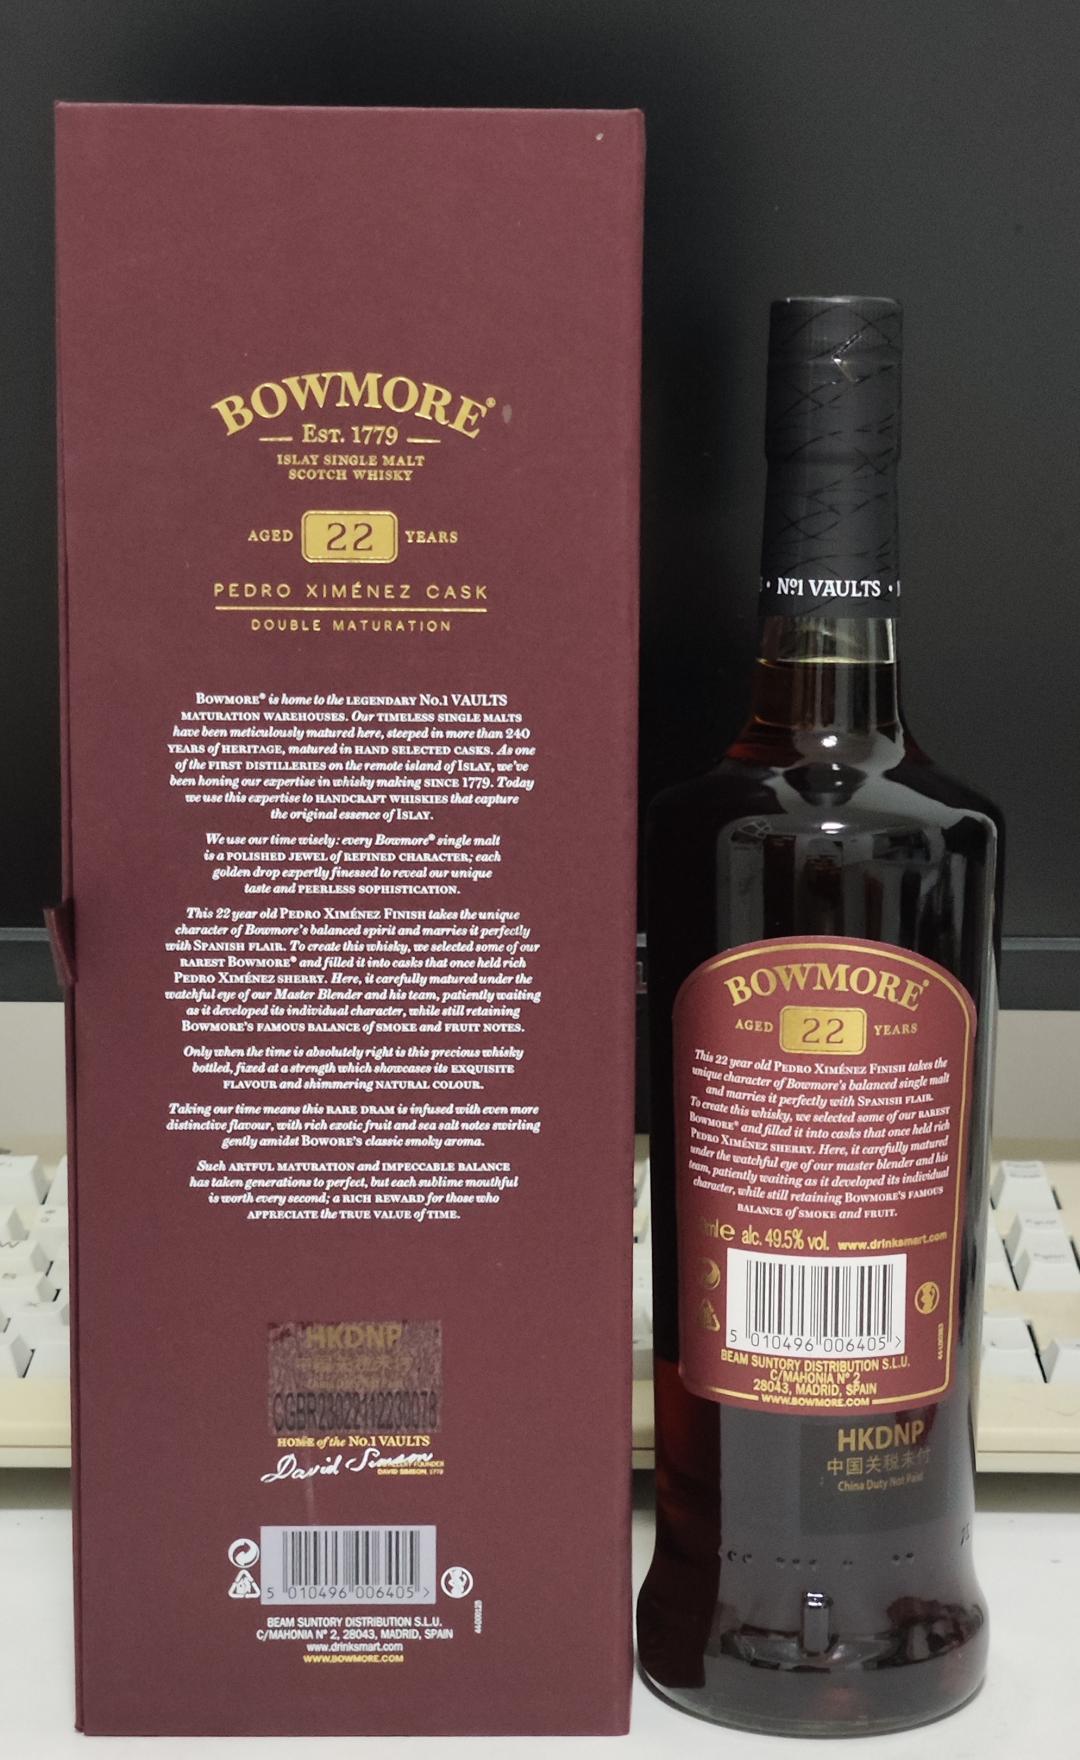 BOWMORE®
EST. 1779
ISLAY SINGLE MALT
SCOTCH WHISKY
AGED 22 YEARS
PEDRO XIMÉNEZ CASK
DOUBLE MATURATION
BOWMORE® is home to the LEGENDARY No.1 VAULTS
MATURATION WAREHOUSES. Our TIMELESS SINGLE MALTS
have been meticulously matured here, steeped in more than 240
YEARS of HERITAGE, matured in HAND SELECTED CASKS. As one
of the FIRST DISTILLERIES on the remote island of ISLAY, we've
been honing our expertise in whisky making SINCE 1779. Today
we use this expertise to HANDCRAFT WHISKIES that capture
the original essence of ISLAY.
We use our time wisely: every Bowmore® single malt
is a POLISHED JEWEL of REFINED CHARACTER; each
golden drop expertly finessed to reveal our unique
taste and PEERLESS SOPHISTICATION.
This 22 year old PEDRO XIMÉNEZ FINISH takes the unique
character of Bowmore's balanced spirit and marries it perfectly
with SPANISH FLAIR. To create this whisky, we selected some of our
RAREST BOWMORE® and filled it into casks that once held rich
PEDRO XIMÉNEZ SHERRY. Here, it carefully matured under the
watchful eye of our Master Blender and his team, patiently waiting
as it developed its individual character, while still retaining
BOWMORE'S FAMOUS BALANCE of SMOKE and FRUIT NOTES.
Only when the time is absolutely right is this precious whisky
bottled, fixed at a strength which showcases its EXQUISITE
FLAVOUR and shimmering NATURAL COLOUR.
Taking our time means this RARE DRAM is infused with even more
distinctive flavour, with rich exotic fruit and sea salt notes swirling
gently amidst BOWORE'S classic smoky aroma.
Such ARTFUL MATURATION and IMPECCABLE BALANCE
has taken generations to perfect, but each sublime mouthful
is worth every second; a RICH REWARD for those who
APPRECIATE the TRUE VALUE of TIME.
HKDNP
中国关税未付
HOME of the No.1 VAULTS
David Simson
DAVID SIMSON, 1779
5 010496 006405 >
BEAM SUNTORY DISTRIBUTION S.L.U.
C/MAHONIA Nº 2, 28043, MADRID, SPAIN
www.drinksmart.com
WWW.BOWMORE.COM
• Nº1 VAULTS •
BOWMORE®
AGED 22 YEARS
This 22 year old PEDRO XIMÉNEZ FINISH takes the
unique character of Bowmore's balanced single malt
and marries it perfectly with SPANISH FLAIR.
To create this whisky, we selected some of our RAREST
BOWMORE® and filled it into casks that once held rich
PEDRO XIMÉNEZ SHERRY. Here, it carefully matured
under the watchful eye of our master blender and his
team, patiently waiting as it developed its individual
character, while still retaining BOWMORE'S FAMOUS
BALANCE of SMOKE and FRUIT.
alc. 49.5% vol. www.drinksmart.com
5 010496 006405 >
BEAM SUNTORY DISTRIBUTION S.L.U.
C/MAHONIA Nº 2
28043, MADRID, SPAIN
WWW.BOWMORE.COM
HKDNP
中国关税未付
China Duty Not Paid